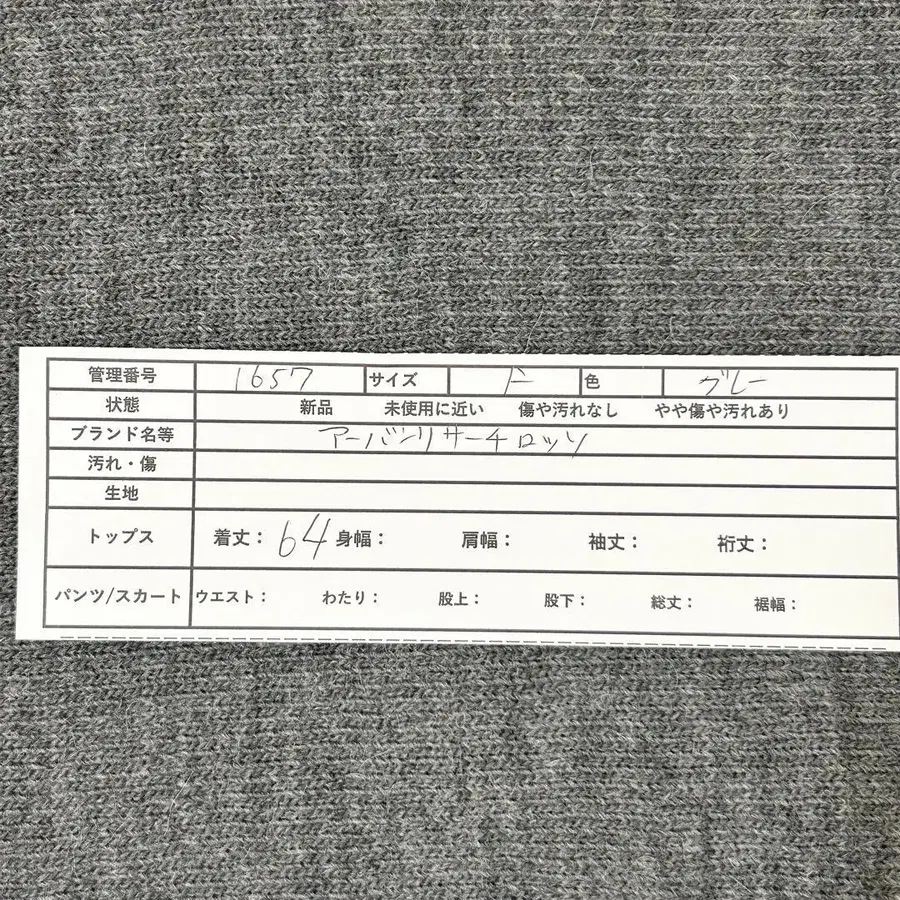 管理番号 1657 サイズ F 色 グレー
状態 新品 未使用に近い 傷や汚れなし やや傷や汚れあり
ブランド名等 アーバンリサーチロッソ
汚れ・傷
生地
トップス 着丈： 64 身幅： 肩幅： 袖丈： 裄丈：
パンツ/スカート ウエスト： わたり： 股上： 股下： 総丈： 裾幅：